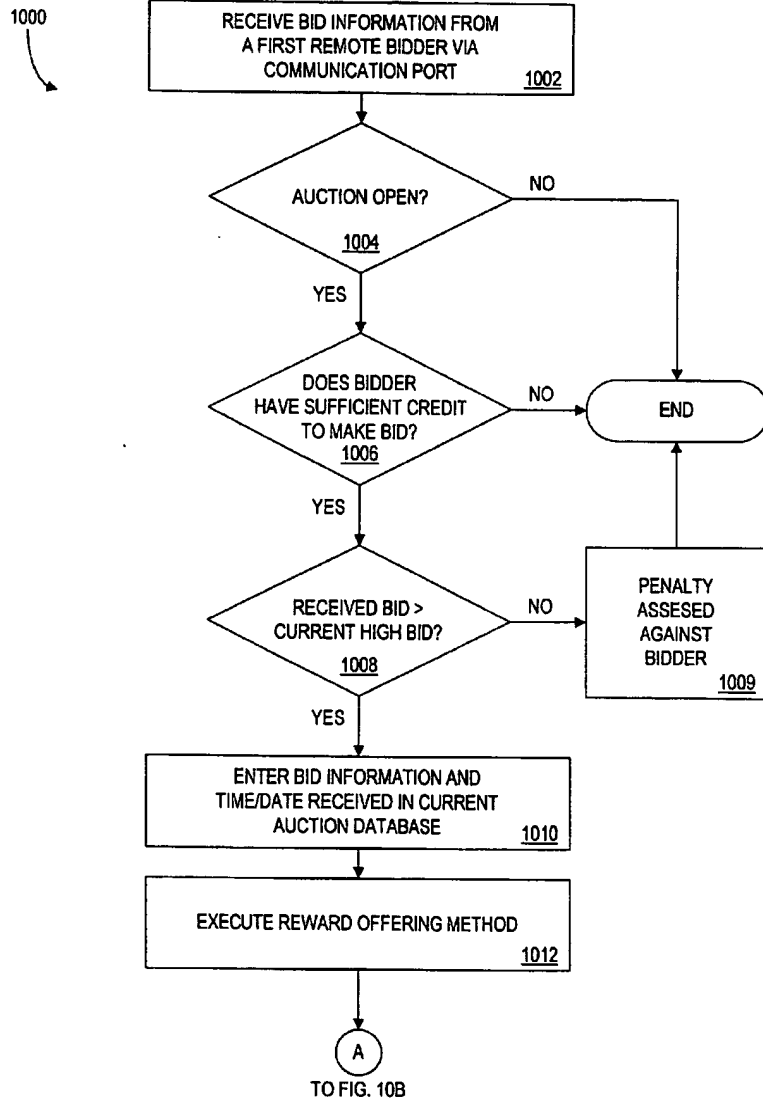 1000
RECEIVE BID INFORMATION FROM
A FIRST REMOTE BIDDER VIA
COMMUNICATION PORT
1002
AUCTION OPEN?
1004
NO
YES
DOES BIDDER
HAVE SUFFICIENT CREDIT
TO MAKE BID?
1006
NO
END
YES
RECEIVED BID >
CURRENT HIGH BID?
1008
NO
PENALTY
ASSESED
AGAINST
BIDDER
1009
YES
ENTER BID INFORMATION AND
TIME/DATE RECEIVED IN CURRENT
AUCTION DATABASE
1010
EXECUTE REWARD OFFERING METHOD
1012
A
TO FIG. 10B